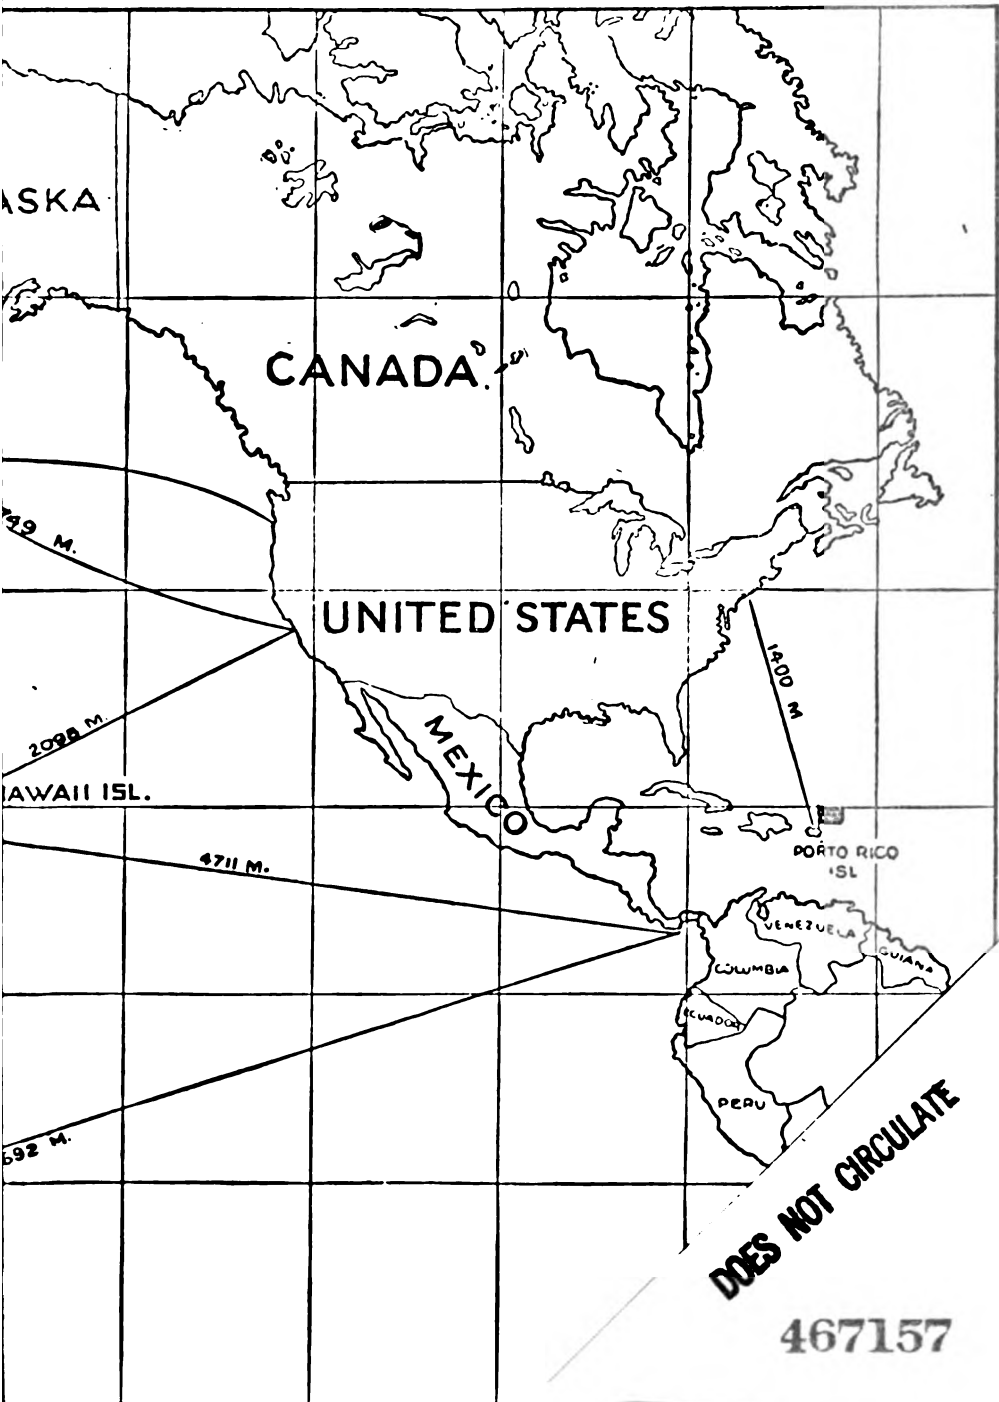 ASKA
CANADA
749 M.
UNITED STATES
1400 M
MEXICO
2098 M.
AWAII ISL.
4711 M.
PORTO RICO
ISL
VENEZUELA
GUIANA
COLUMBIA
ECUADOR
PERU
692 M.
DOES NOT CIRCULATE
467157